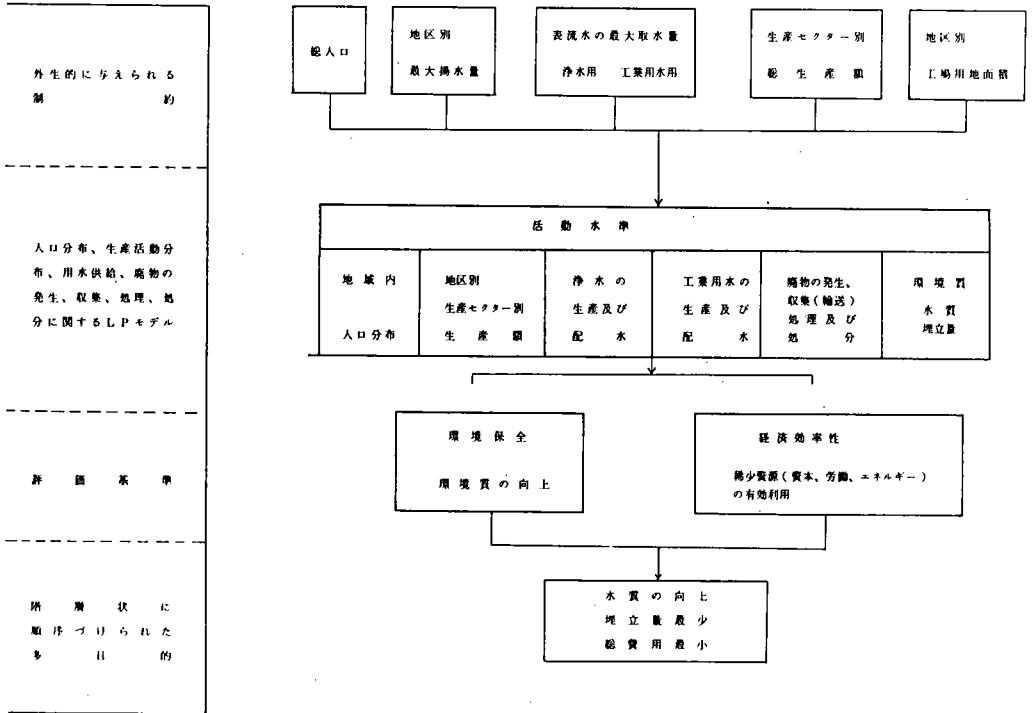 外生的に与えられる
制約
総人口
地区別
最大揚水量
表流水の最大取水量
浄水用 工業用水用
生産セクター別
総生産額
地区別
工場用地面積
人口分布、生産活動分
布、用水供給、廃物の
発生、収集、処理、処
分に関するLPモデル
活動水準
地域内
人口分布
地区別
生産セクター別
生産額
浄水の
生産及び
配水
工業用水の
生産及び
配水
廃物の発生、
収集(輸送)
処理及び
処分
環境質
水質
埋立量
評価基準
環境保全
環境質の向上
経済効率性
稀少資源(資本、労働、エネルギー)
の有効利用
階層状に
順序づけられた
多目的
水質の向上
埋立量最少
総費用最小